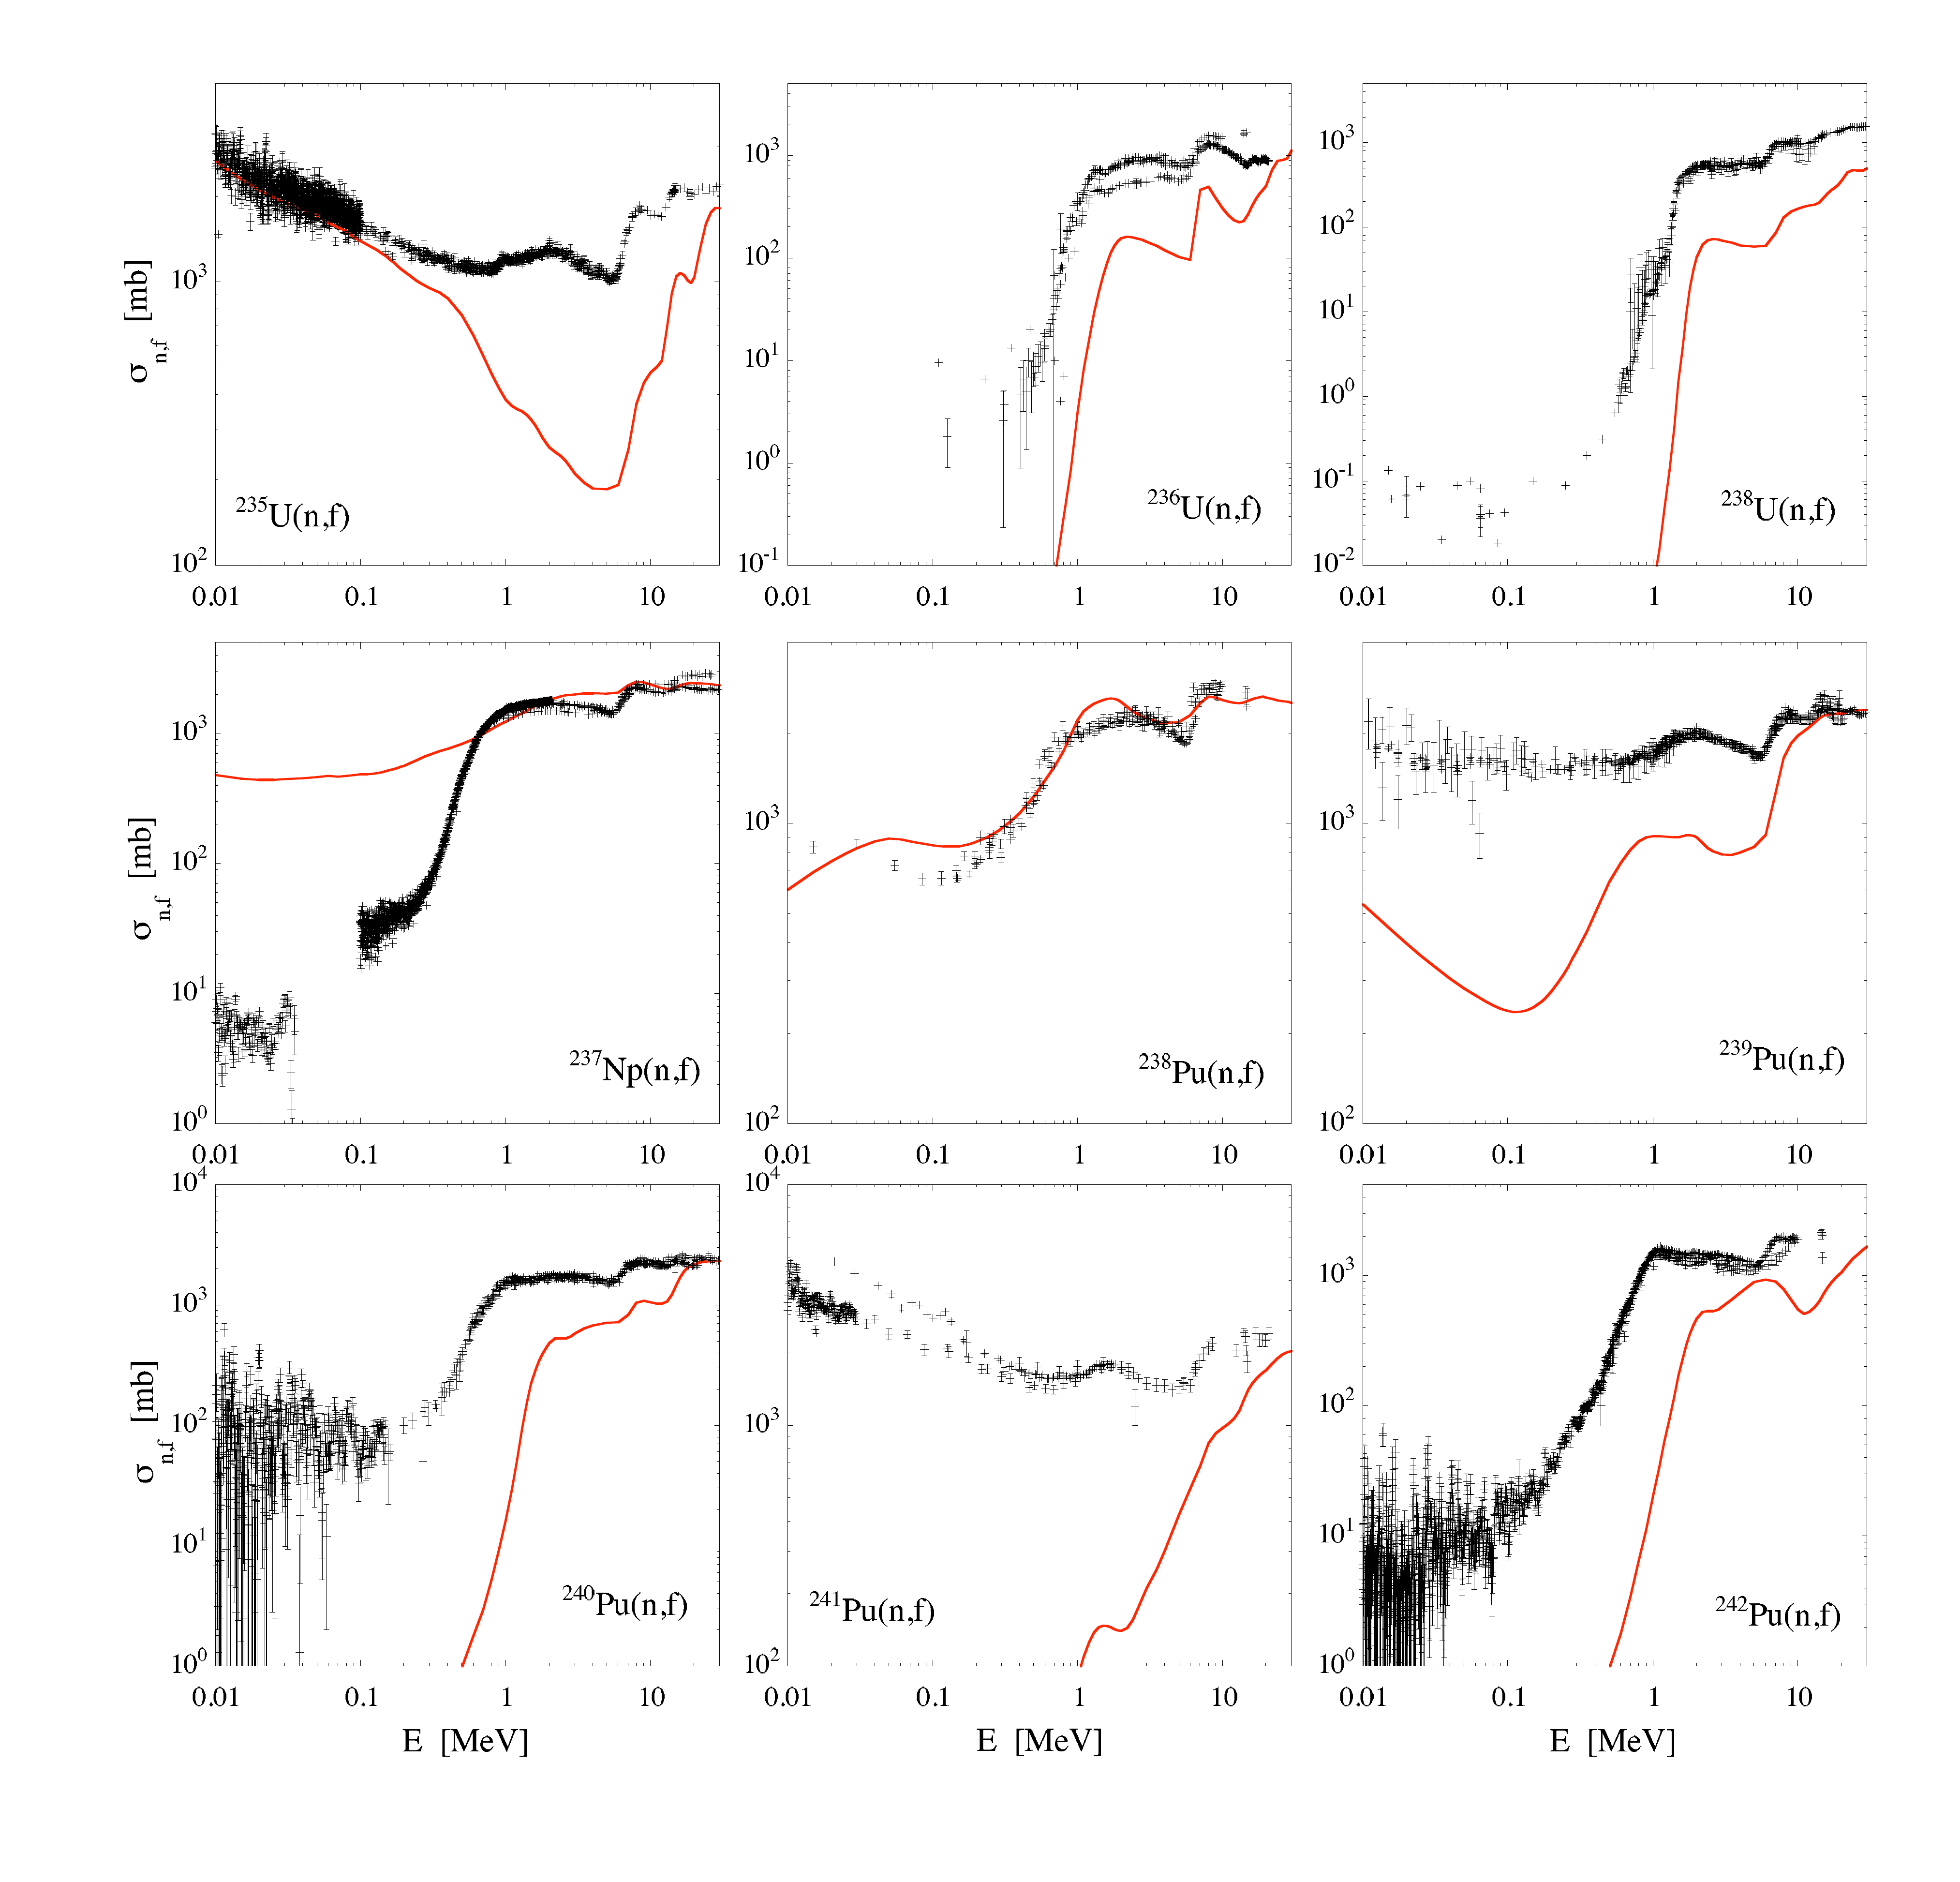 σn,f [mb]
10^3
10^2
0.01 0.1 1 10
235U(n,f)
10^3
10^2
10^1
10^0
10^-1
0.01 0.1 1 10
236U(n,f)
10^3
10^2
10^1
10^0
10^-1
10^-2
0.01 0.1 1 10
238U(n,f)
σn,f [mb]
10^3
10^2
10^1
10^0
0.01 0.1 1 10
237Np(n,f)
10^3
10^2
0.01 0.1 1 10
238Pu(n,f)
10^3
10^2
0.01 0.1 1 10
239Pu(n,f)
σn,f [mb]
10^4
10^3
10^2
10^1
10^0
0.01 0.1 1 10
240Pu(n,f)
E [MeV]
10^4
10^3
10^2
0.01 0.1 1 10
241Pu(n,f)
E [MeV]
10^3
10^2
10^1
10^0
0.01 0.1 1 10
242Pu(n,f)
E [MeV]